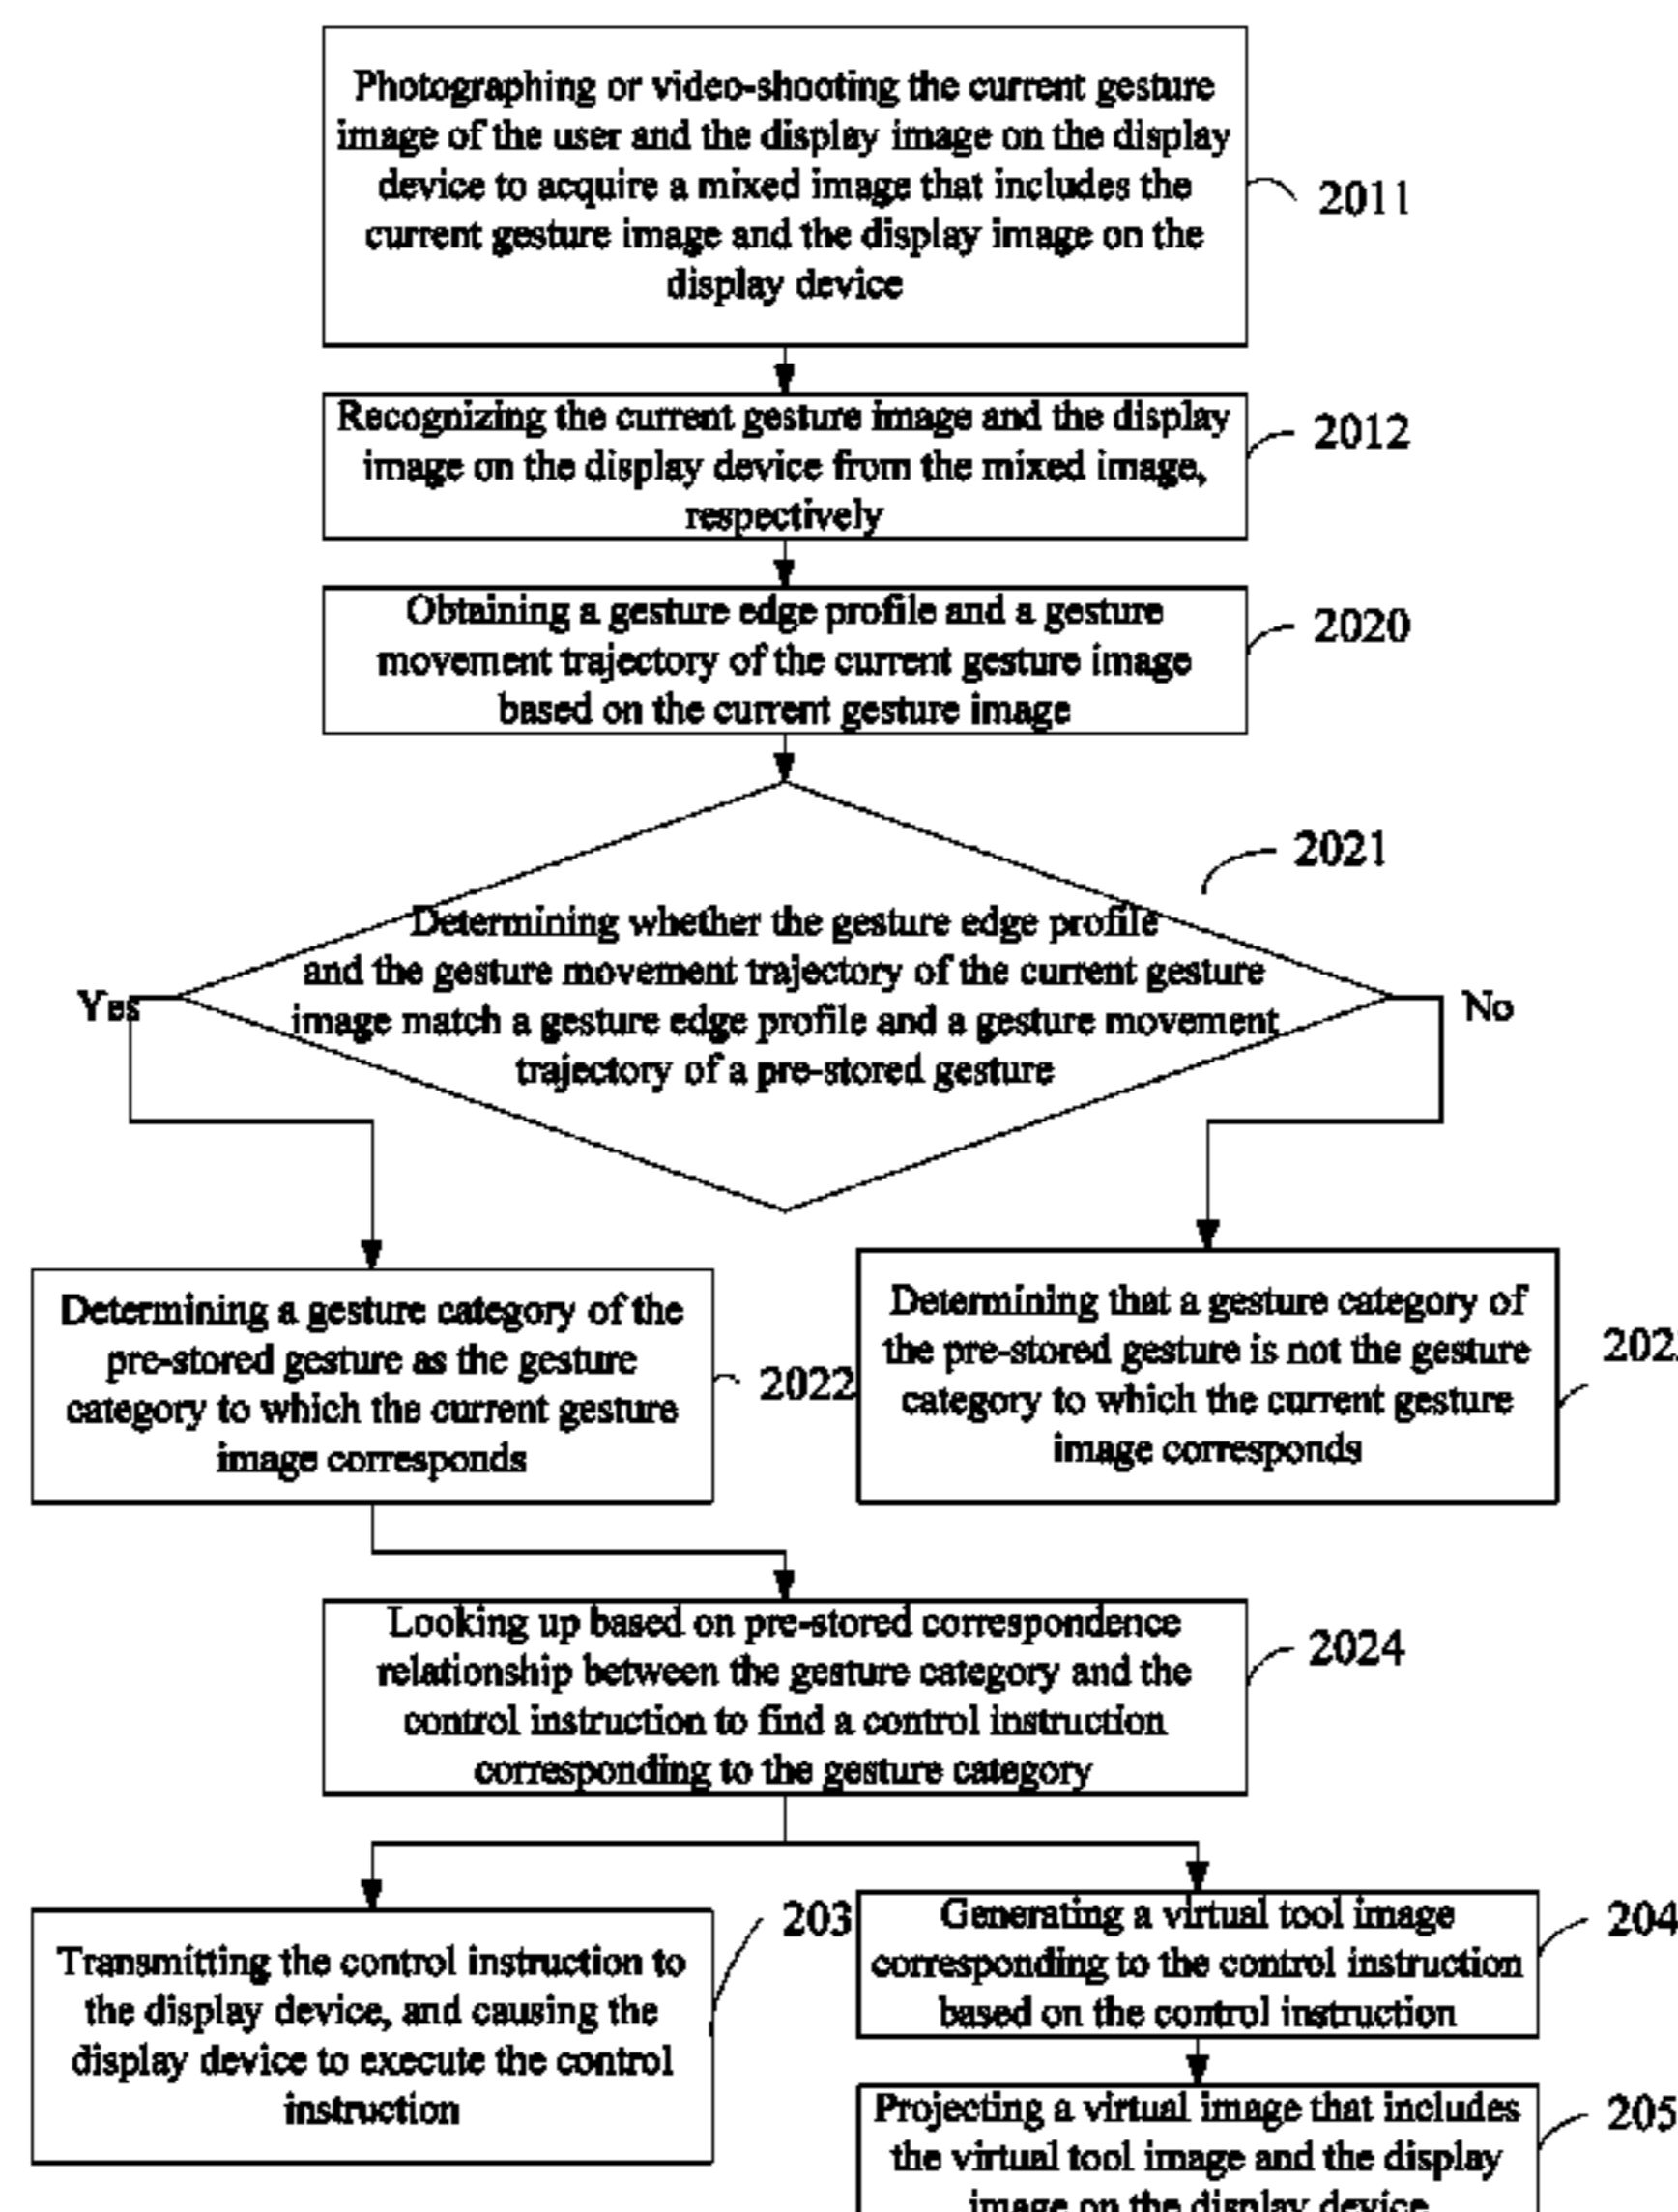 Photographing or video-shooting the current gesture
image of the user and the display image on the display
device to acquire a mixed image that includes the
current gesture image and the display image on the
display device
2011
Recognizing the current gesture image and the display
image on the display device from the mixed image,
respectively
2012
Obtaining a gesture edge profile and a gesture
movement trajectory of the current gesture image
based on the current gesture image
2020
2021
Determining whether the gesture edge profile
and the gesture movement trajectory of the current gesture
image match a gesture edge profile and a gesture movement
trajectory of a pre-stored gesture
Yes
No
Determining a gesture category of the
pre-stored gesture as the gesture
category to which the current gesture
image corresponds
2022
Determining that a gesture category of
the pre-stored gesture is not the gesture
category to which the current gesture
image corresponds
Looking up based on pre-stored correspondence
relationship between the gesture category and the
control instruction to find a control instruction
corresponding to the gesture category
2024
Transmitting the control instruction to
the display device, and causing the
display device to execute the control
instruction
203
Generating a virtual tool image
corresponding to the control instruction
based on the control instruction
204
Projecting a virtual image that includes
the virtual tool image and the display
image on the display device
205